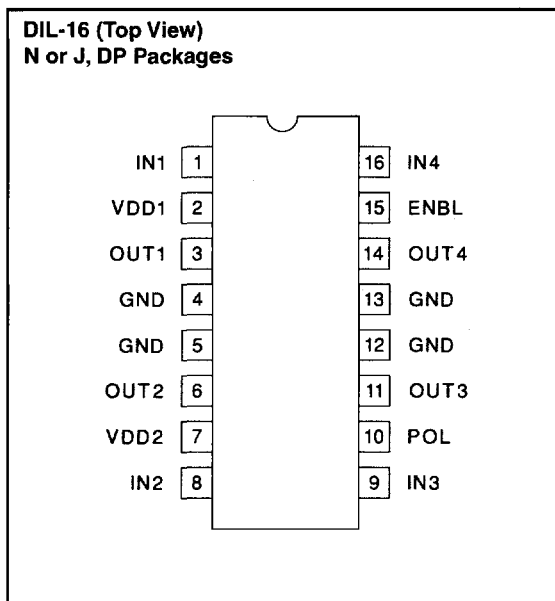 DIL-16 (Top View)
N or J, DP Packages
IN1 1 16 IN4
VDD1 2 15 ENBL
OUT1 3 14 OUT4
GND 4 13 GND
GND 5 12 GND
OUT2 6 11 OUT3
VDD2 7 10 POL
IN2 8 9 IN3